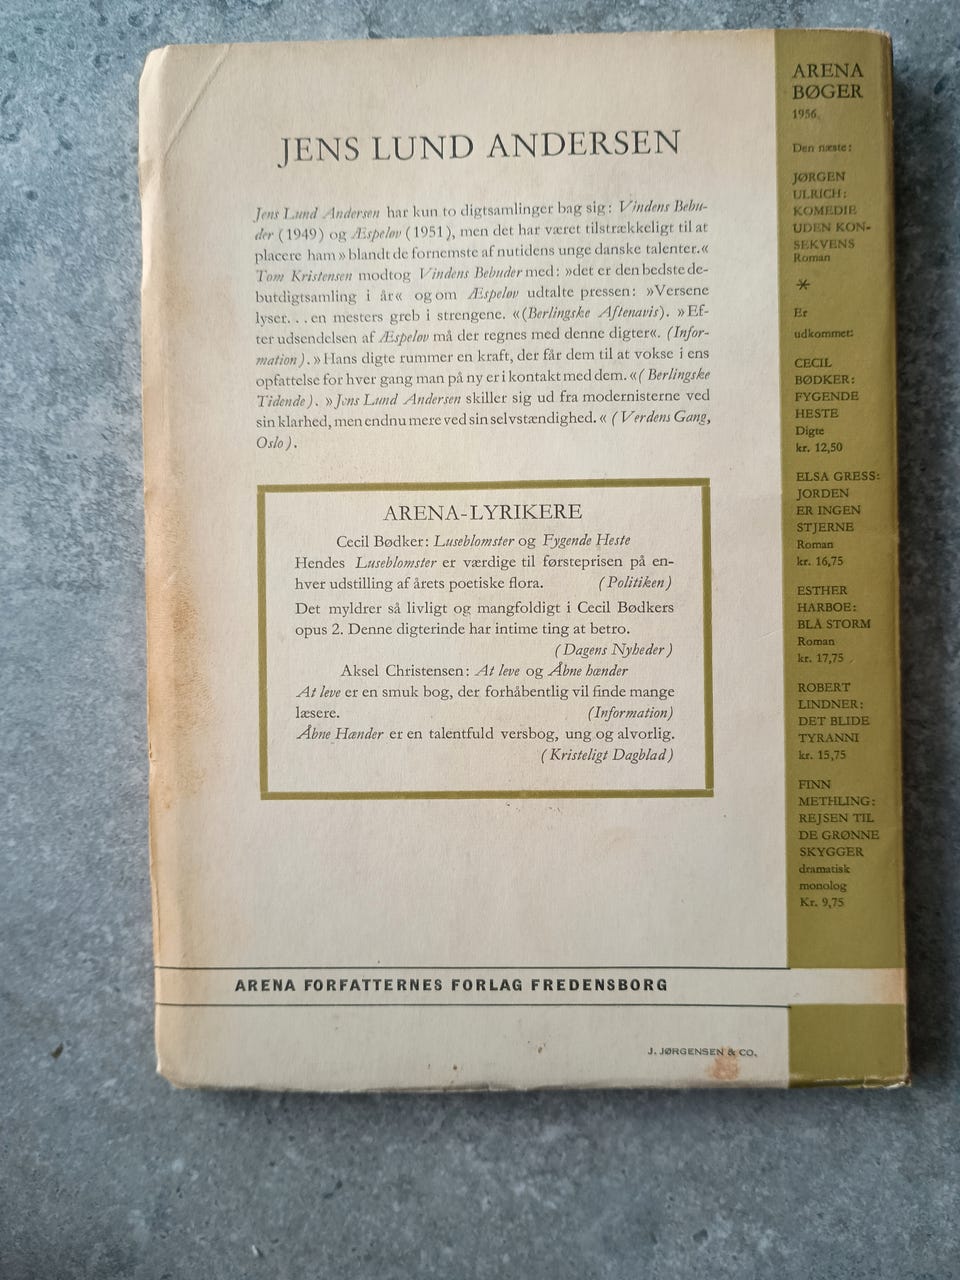 JENS LUND ANDERSEN
Jens Lund Andersen har kun to digtsamlinger bag sig: Vindens Bebu-
der (1949) og Æspeløv (1951), men det har været tilstrækkeligt til at
placere ham »blandt de fornemste af nutidens unge danske talenter.«
Tom Kristensen modtog Vindens Bebuder med: »det er den bedste de-
butdigtsamling i år« og om Æspeløv udtalte pressen: »Versene
lyser. . . en mesters greb i strengene. «(Berlingske Aftenavis). »Ef-
ter udsendelsen af Æspeløv må der regnes med denne digter«. (Infor-
mation). »Hans digte rummer en kraft, der får dem til at vokse i ens
opfattelse for hver gang man på ny er i kontakt med dem. «(Berlingske
Tidende). »Jens Lund Andersen skiller sig ud fra modernisterne ved
sin klarhed, men endnu mere ved sin selvstændighed. « (Verdens Gang,
Oslo).
ARENA-LYRIKERE
Cecil Bødker: Luseblomster og Fygende Heste
Hendes Luseblomster er værdige til førsteprisen på en-
hver udstilling af årets poetiske flora. (Politiken)
Det myldrer så livligt og mangfoldigt i Cecil Bødkers
opus 2. Denne digterinde har intime ting at betro.
(Dagens Nyheder)
Aksel Christensen: At leve og Åbne hænder
At leve er en smuk bog, der forhåbentlig vil finde mange
læsere. (Information)
Åbne Hænder er en talentfuld versbog, ung og alvorlig.
(Kristeligt Dagblad)
ARENA FORFATTERNES FORLAG FREDENSBORG
J. JØRGENSEN & CO.
ARENA
BØGER
1956
Den næste:
JØRGEN
ULRICH:
KOMEDIE
UDEN KON-
SEKVENS
Roman
*
Er
udkommet:
CECIL
BØDKER:
FYGENDE
HESTE
Digte
kr. 12,50
ELSA GRESS:
JORDEN
ER INGEN
STJERNE
Roman
kr. 16,75
ESTHER
HARBOE:
BLÅ STORM
Roman
kr. 17,75
ROBERT
LINDNER:
DET BLIDE
TYRANNI
kr. 15,75
FINN
METHLING:
REJSEN TIL
DE GRØNNE
SKYGGER
dramatisk
monolog
Kr. 9,75